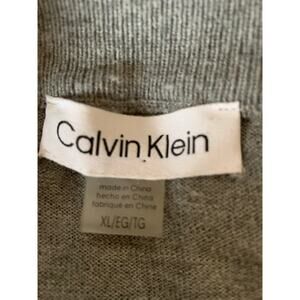 Calvin Klein
made in China
hecho en China
fabriqué en Chine
XL/EG/TG